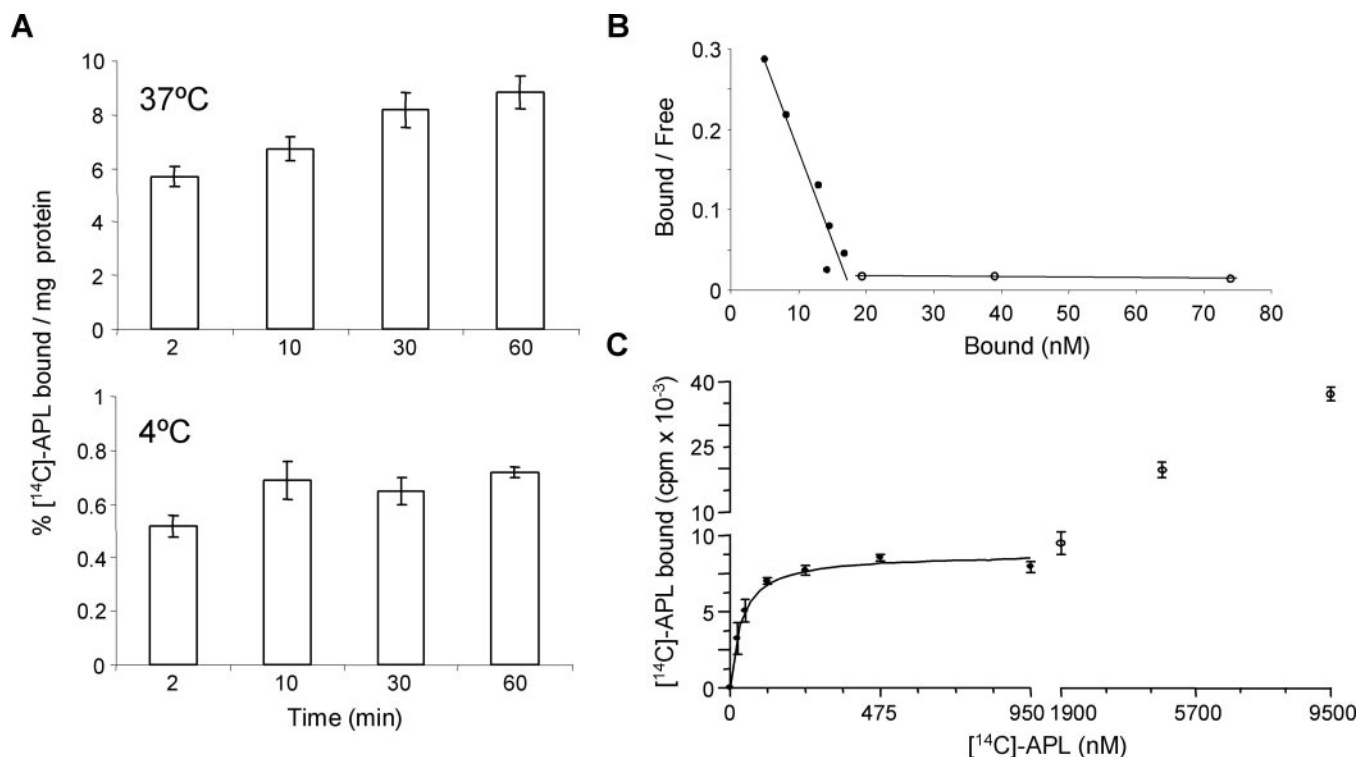 A
% [¹⁴C]-APL bound / mg protein
37ºC
10
8
6
4
2
0
2 10 30 60
4ºC
1
0.8
0.6
0.4
0.2
0
2 10 30 60
Time (min)
B
Bound / Free
0.3
0.2
0.1
0
0 10 20 30 40 50 60 70 80
Bound (nM)
C
[¹⁴C]-APL bound (cpm x 10⁻³)
40
25
10
10
5
0
0 475 950 1900 5700 9500
[¹⁴C]-APL (nM)